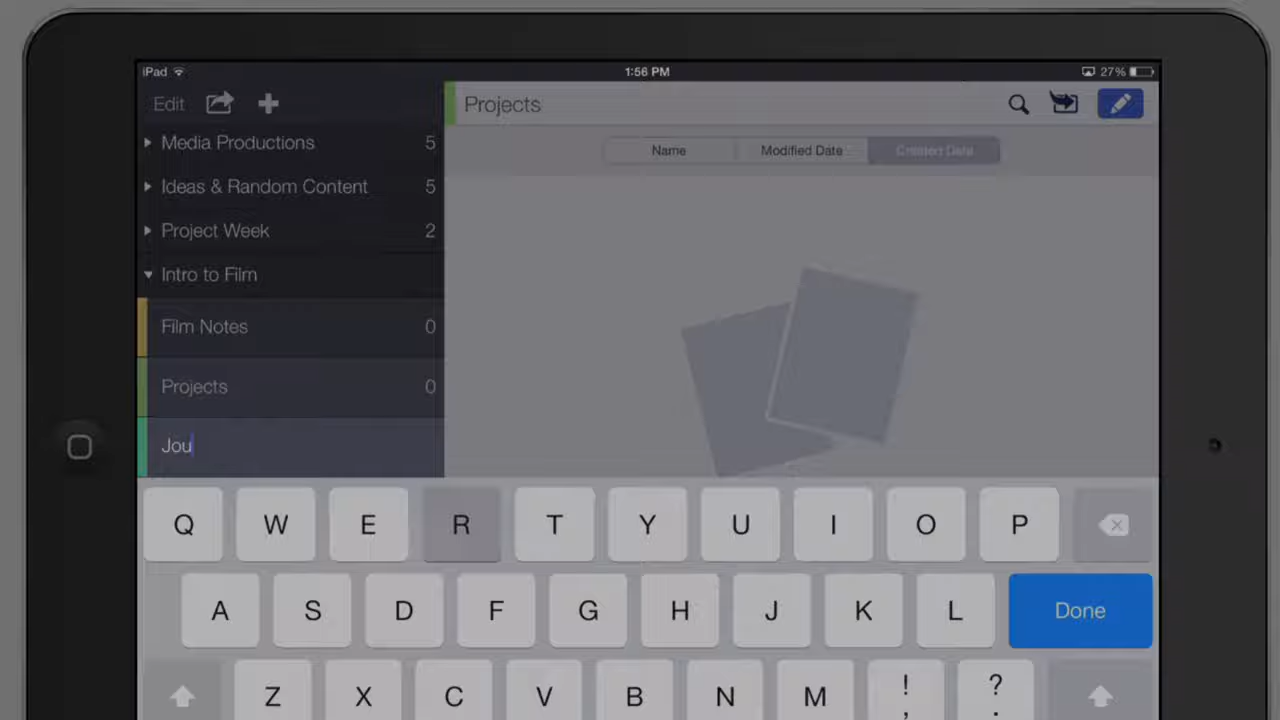 iPad 1:56 PM 27%
Edit Projects
Name Modified Date Created Date
Media Productions 5
Ideas & Random Content 5
Project Week 2
Intro to Film
Film Notes 0
Projects 0
Jou
Q W E R T Y U I O P
A S D F G H J K L Done
Z X C V B N M ! , ? .